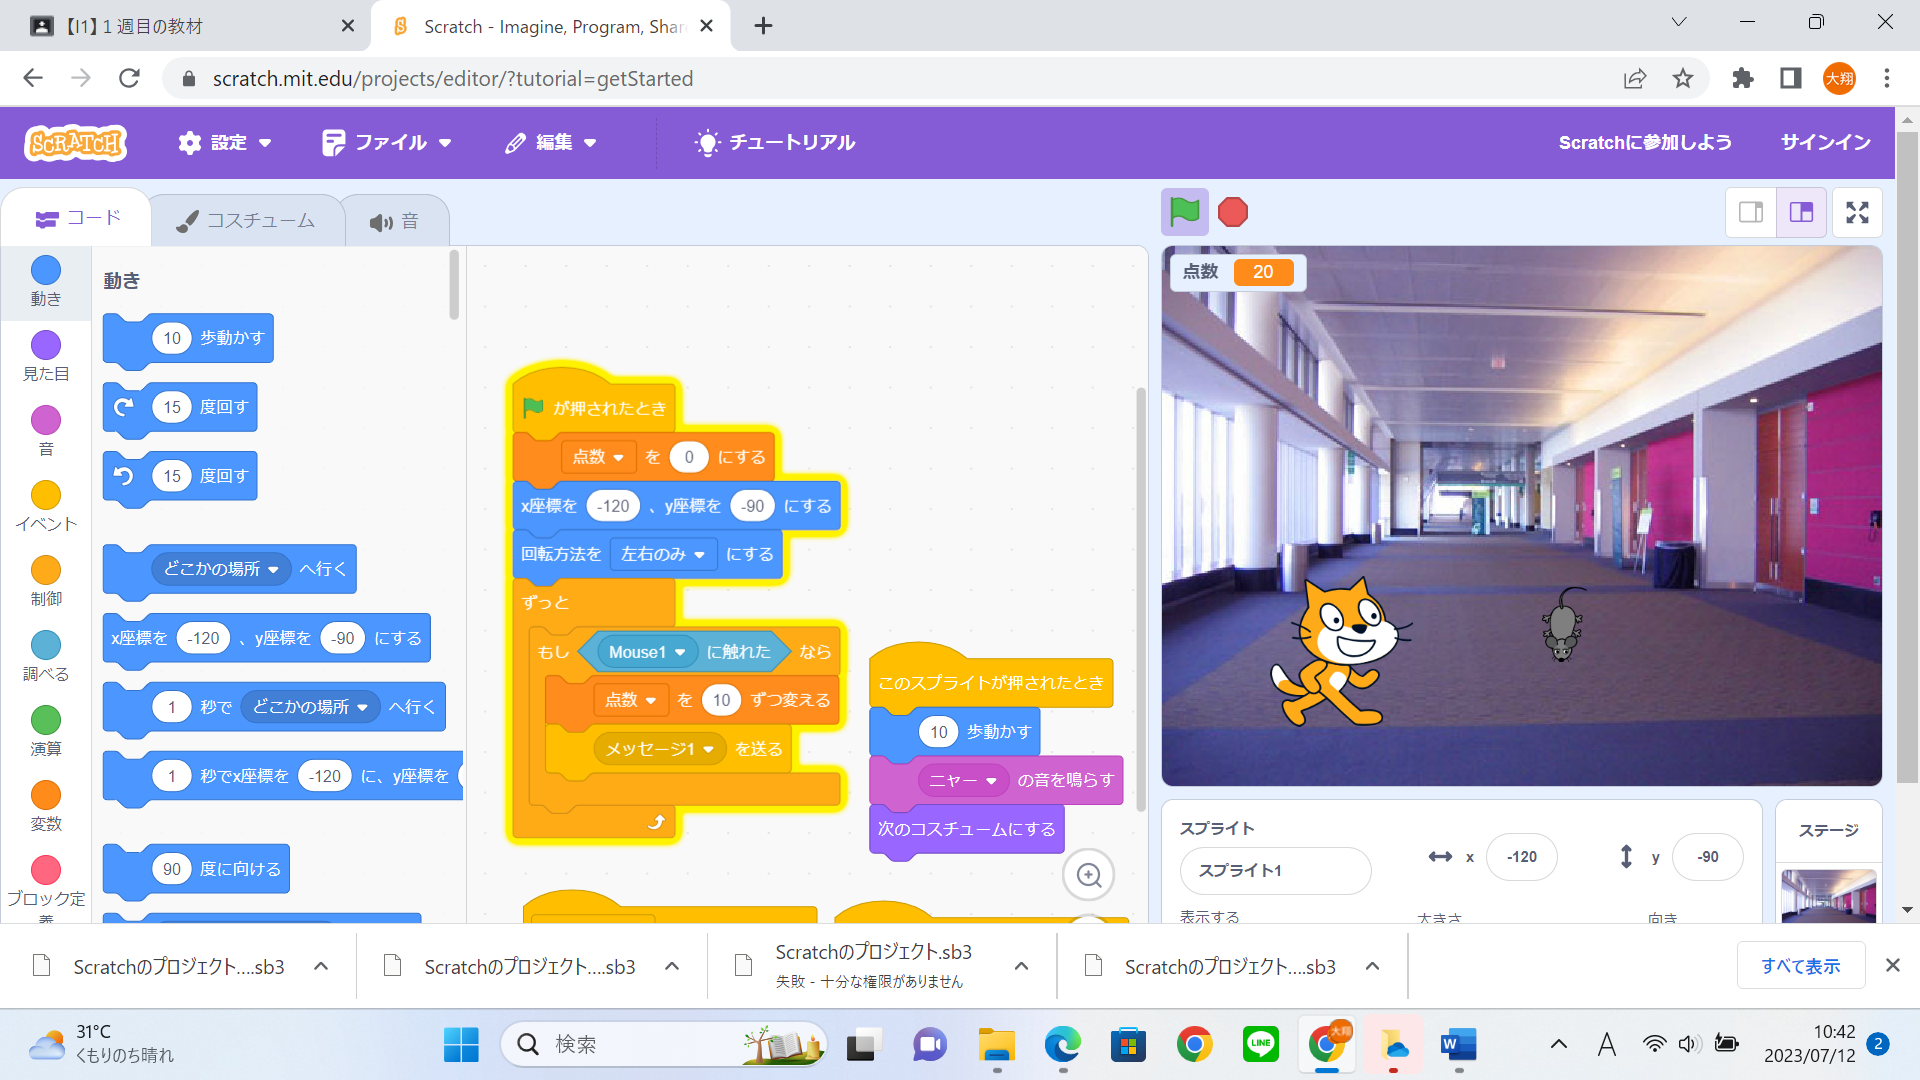 【I1】１週目の教材
Scratch - Imagine, Program, Shar
scratch.mit.edu/projects/editor/?tutorial=getStarted
大翔
SCRATCH
設定
ファイル
編集
チュートリアル
Scratchに参加しよう
サインイン
コード
コスチューム
音
動き
見た目
音
イベント
制御
調べる
演算
変数
ブロック定義
動き
10 歩動かす
15 度回す
15 度回す
どこかの場所 へ行く
x座標を -120 、y座標を -90 にする
1 秒で どこかの場所 へ行く
1 秒でx座標を -120 に、y座標を
90 度に向ける
が押されたとき
点数 を 0 にする
x座標を -120 、y座標を -90 にする
回転方法を 左右のみ にする
ずっと
もし Mouse1 に触れた なら
点数 を 10 ずつ変える
メッセージ1 を送る
このスプライトが押されたとき
10 歩動かす
ニャー の音を鳴らす
次のコスチュームにする
点数 20
スプライト
スプライト1
x -120
y -90
表示する
大きさ
向き
ステージ
Scratchのプロジェクト....sb3
Scratchのプロジェクト....sb3
Scratchのプロジェクト.sb3
失敗 - 十分な権限がありません
Scratchのプロジェクト....sb3
すべて表示
31°C
くもりのち晴れ
検索
LINE
大翔
W
A
10:42
2023/07/12
2